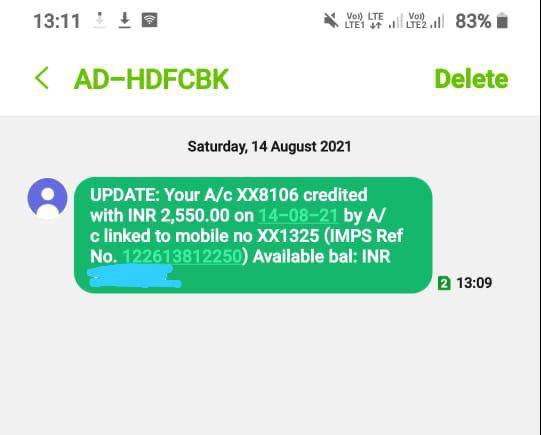 13:11 Vo)) LTE LTE1 Vo)) LTE2 83%
AD-HDFCBK Delete
Saturday, 14 August 2021
UPDATE: Your A/c XX8106 credited
with INR 2,550.00 on 14-08-21 by A/
c linked to mobile no XX1325 (IMPS Ref
No. 122613812250) Available bal: INR
2 13:09